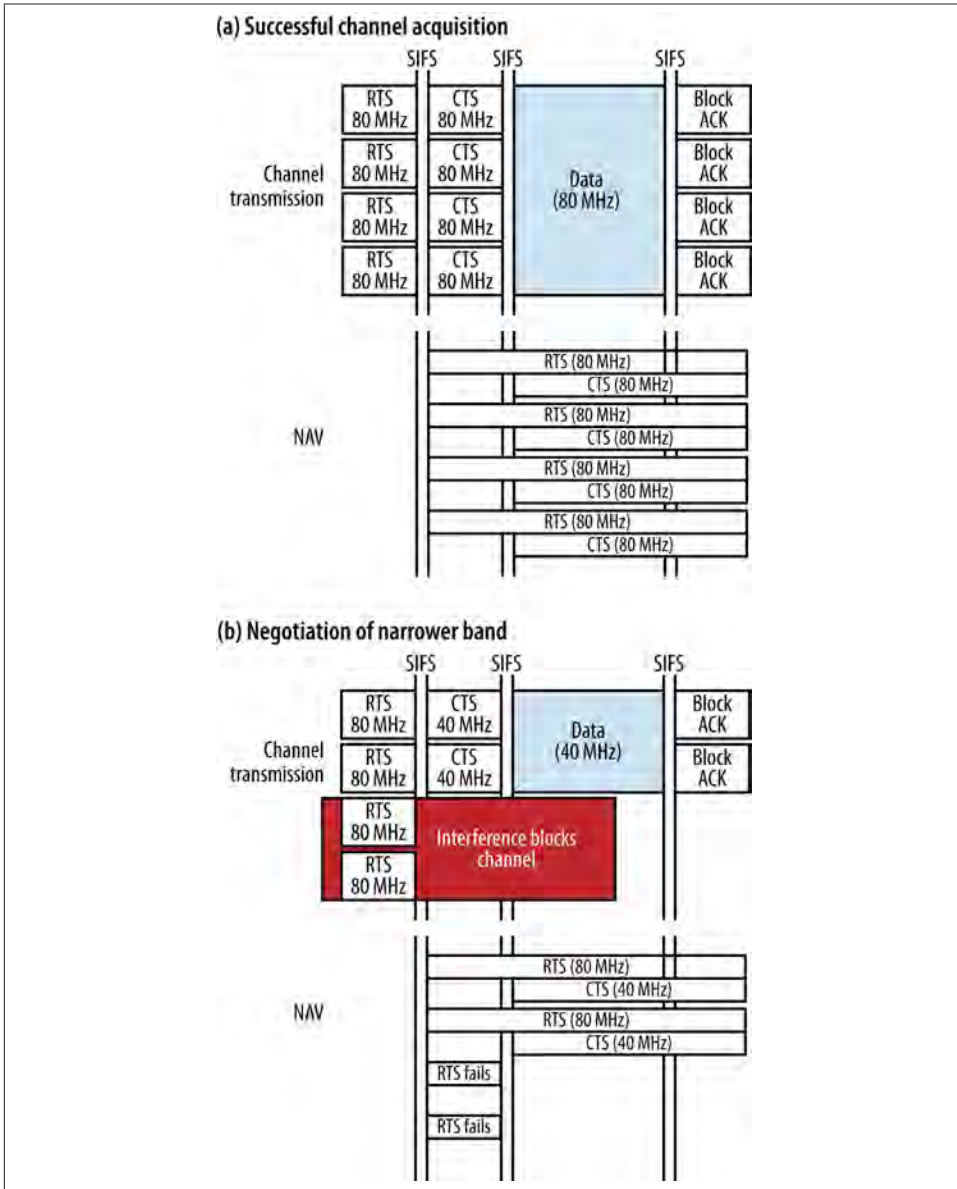 (a) Successful channel acquisition
SIFS SIFS SIFS
RTS CTS Block
80 MHz 80 MHz ACK
RTS CTS Block
80 MHz 80 MHz ACK
Channel
transmission
Data
(80 MHz)
RTS CTS Block
80 MHz 80 MHz ACK
RTS CTS Block
80 MHz 80 MHz ACK
RTS (80 MHz)
CTS (80 MHz)
RTS (80 MHz)
NAV
CTS (80 MHz)
RTS (80 MHz)
CTS (80 MHz)
RTS (80 MHz)
CTS (80 MHz)
(b) Negotiation of narrower band
SIFS SIFS SIFS
RTS CTS Block
80 MHz 40 MHz ACK
Channel
transmission
Data
(40 MHz)
RTS CTS Block
80 MHz 40 MHz ACK
RTS
80 MHz
Interference blocks
channel
RTS
80 MHz
RTS (80 MHz)
CTS (40 MHz)
NAV
RTS (80 MHz)
CTS (40 MHz)
RTS fails
RTS fails